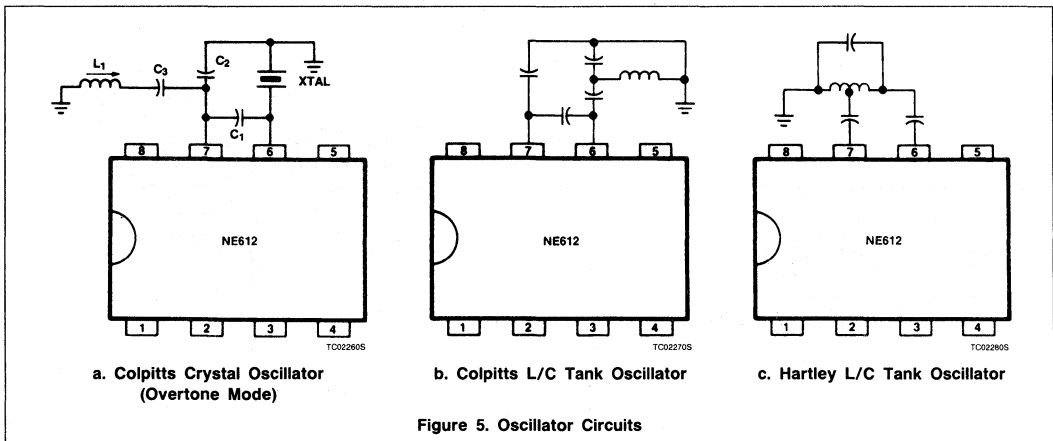 L1
C3
C2
XTAL
C1
8 7 6 5
NE612
1 2 3 4
TC02260S
a. Colpitts Crystal Oscillator
(Overtone Mode)
8 7 6 5
NE612
1 2 3 4
TC02270S
b. Colpitts L/C Tank Oscillator
8 7 6 5
NE612
1 2 3 4
TC02280S
c. Hartley L/C Tank Oscillator
Figure 5. Oscillator Circuits